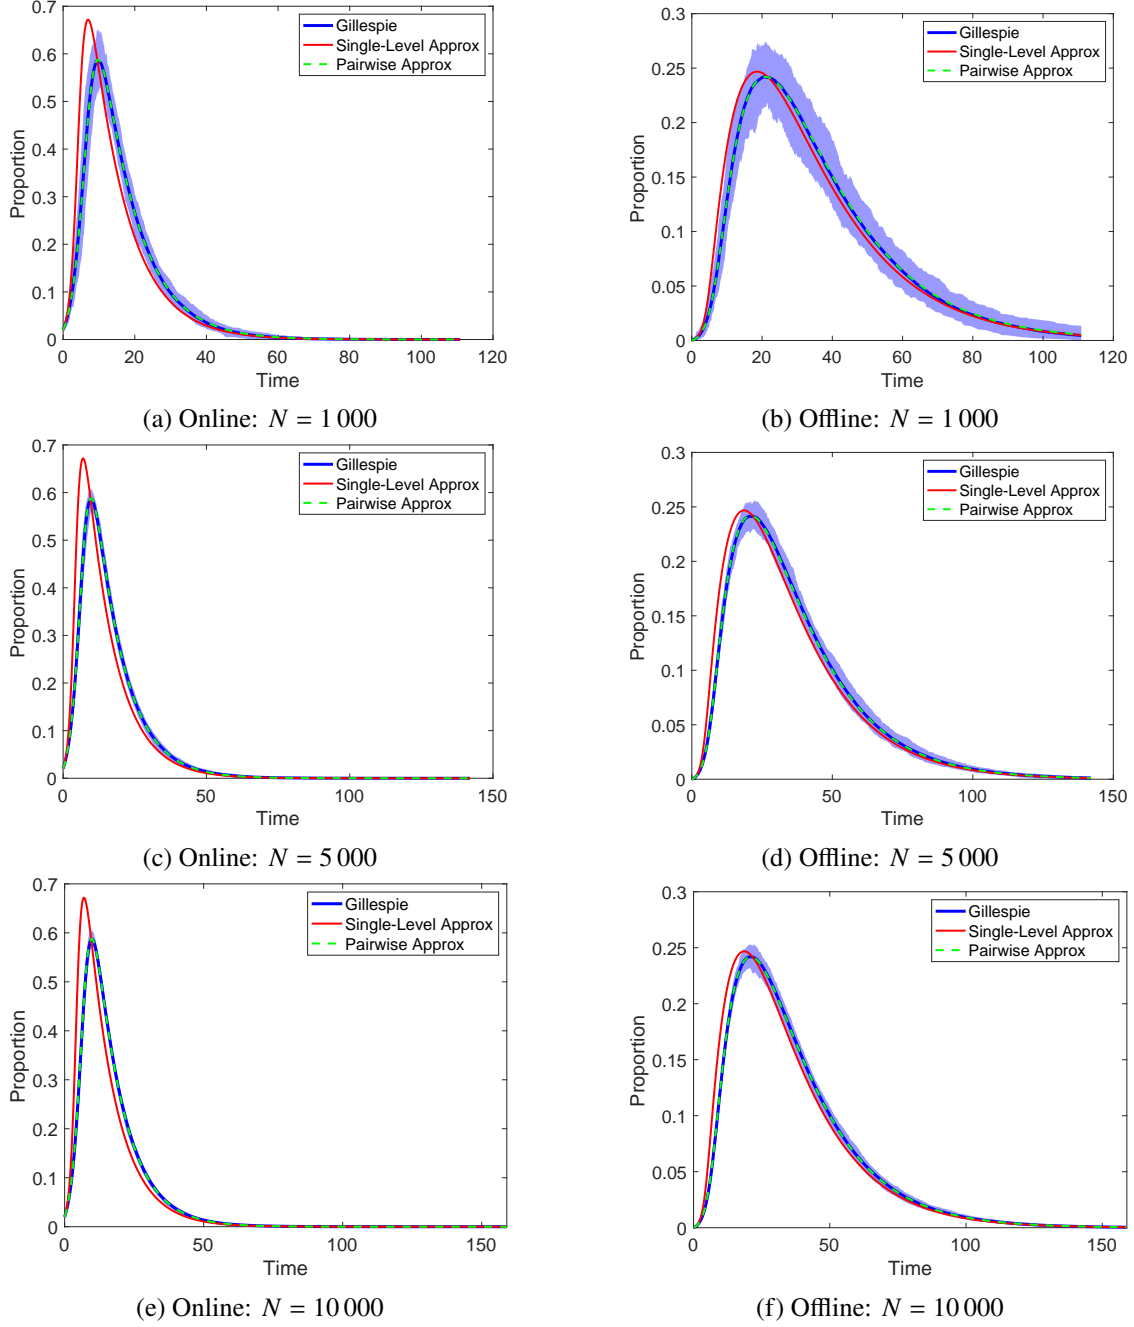 0.7
0.6
0.5
0.4
0.3
0.2
0.1
0
Proportion
0 20 40 60 80 100 120
Time
Gillespie
Single-Level Approx
Pairwise Approx
(a) Online: N = 1 000
0.3
0.25
0.2
0.15
0.1
0.05
0
Proportion
0 20 40 60 80 100 120
Time
Gillespie
Single-Level Approx
Pairwise Approx
(b) Offline: N = 1 000
0.7
0.6
0.5
0.4
0.3
0.2
0.1
0
Proportion
0 50 100 150
Time
Gillespie
Single-Level Approx
Pairwise Approx
(c) Online: N = 5 000
0.3
0.25
0.2
0.15
0.1
0.05
0
Proportion
0 50 100 150
Time
Gillespie
Single-Level Approx
Pairwise Approx
(d) Offline: N = 5 000
0.7
0.6
0.5
0.4
0.3
0.2
0.1
0
Proportion
0 50 100 150
Time
Gillespie
Single-Level Approx
Pairwise Approx
(e) Online: N = 10 000
0.3
0.25
0.2
0.15
0.1
0.05
0
Proportion
0 50 100 150
Time
Gillespie
Single-Level Approx
Pairwise Approx
(f) Offline: N = 10 000